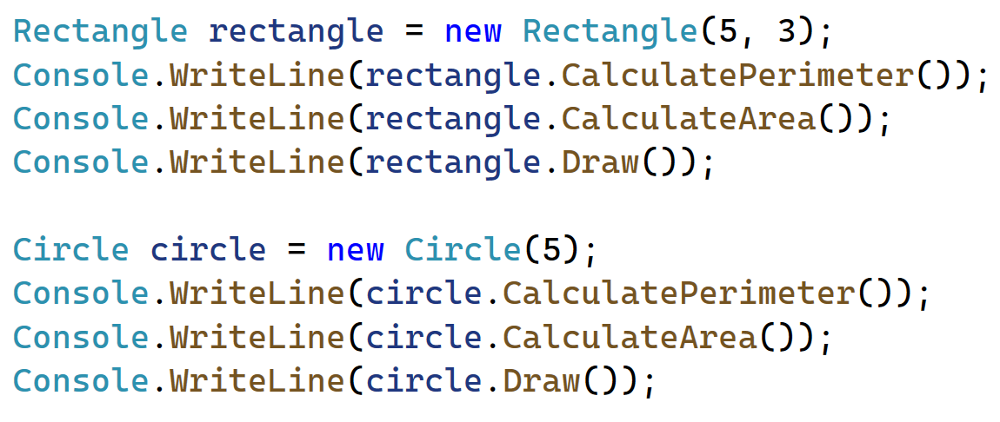 Rectangle rectangle = new Rectangle(5, 3);
Console.WriteLine(rectangle.CalculatePerimeter());
Console.WriteLine(rectangle.CalculateArea());
Console.WriteLine(rectangle.Draw());
Circle circle = new Circle(5);
Console.WriteLine(circle.CalculatePerimeter());
Console.WriteLine(circle.CalculateArea());
Console.WriteLine(circle.Draw());